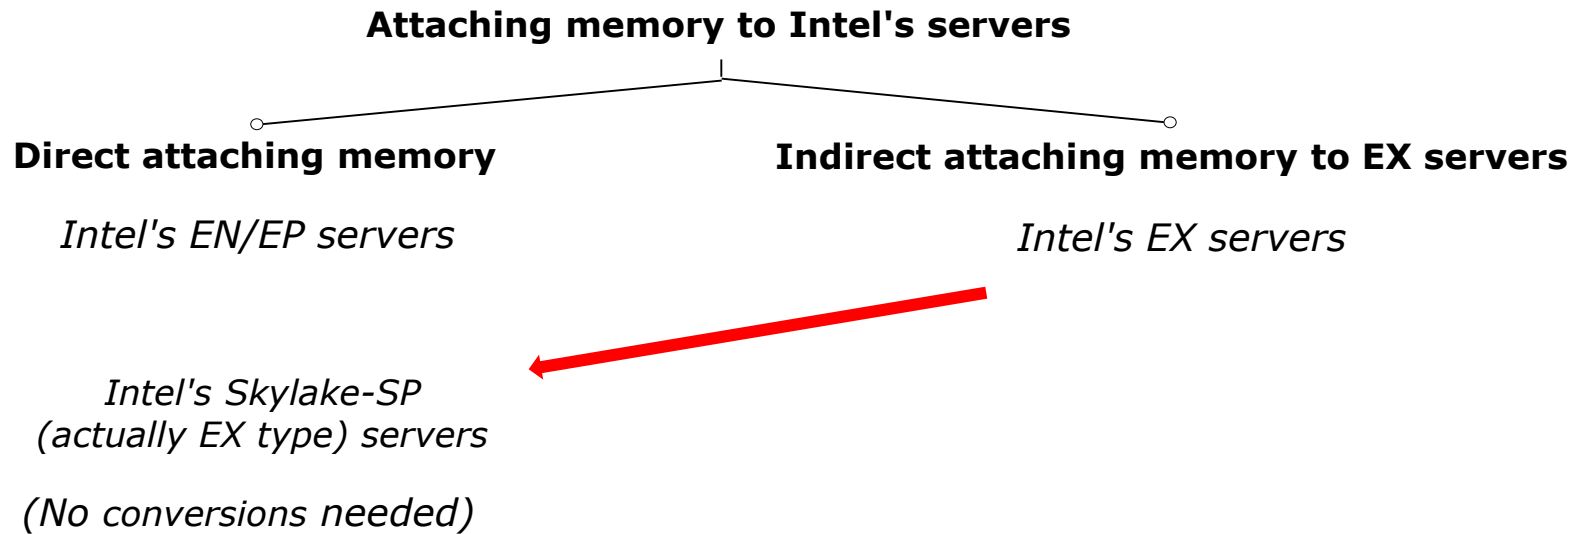 Attaching memory to Intel's servers
Direct attaching memory
Indirect attaching memory to EX servers
Intel's EN/EP servers
Intel's EX servers
Intel's Skylake-SP
(actually EX type) servers
(No conversions needed)